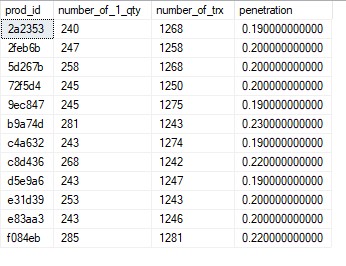 prod_id number_of_1_qty number_of_trx penetration
2a2353 240 1268 0.190000000000
2feb6b 247 1258 0.200000000000
5d267b 258 1268 0.200000000000
72f5d4 245 1250 0.200000000000
9ec847 245 1275 0.190000000000
b9a74d 281 1243 0.230000000000
c4a632 243 1274 0.190000000000
c8d436 268 1242 0.220000000000
d5e9a6 243 1247 0.190000000000
e31d39 253 1243 0.200000000000
e83aa3 243 1246 0.200000000000
f084eb 285 1281 0.220000000000